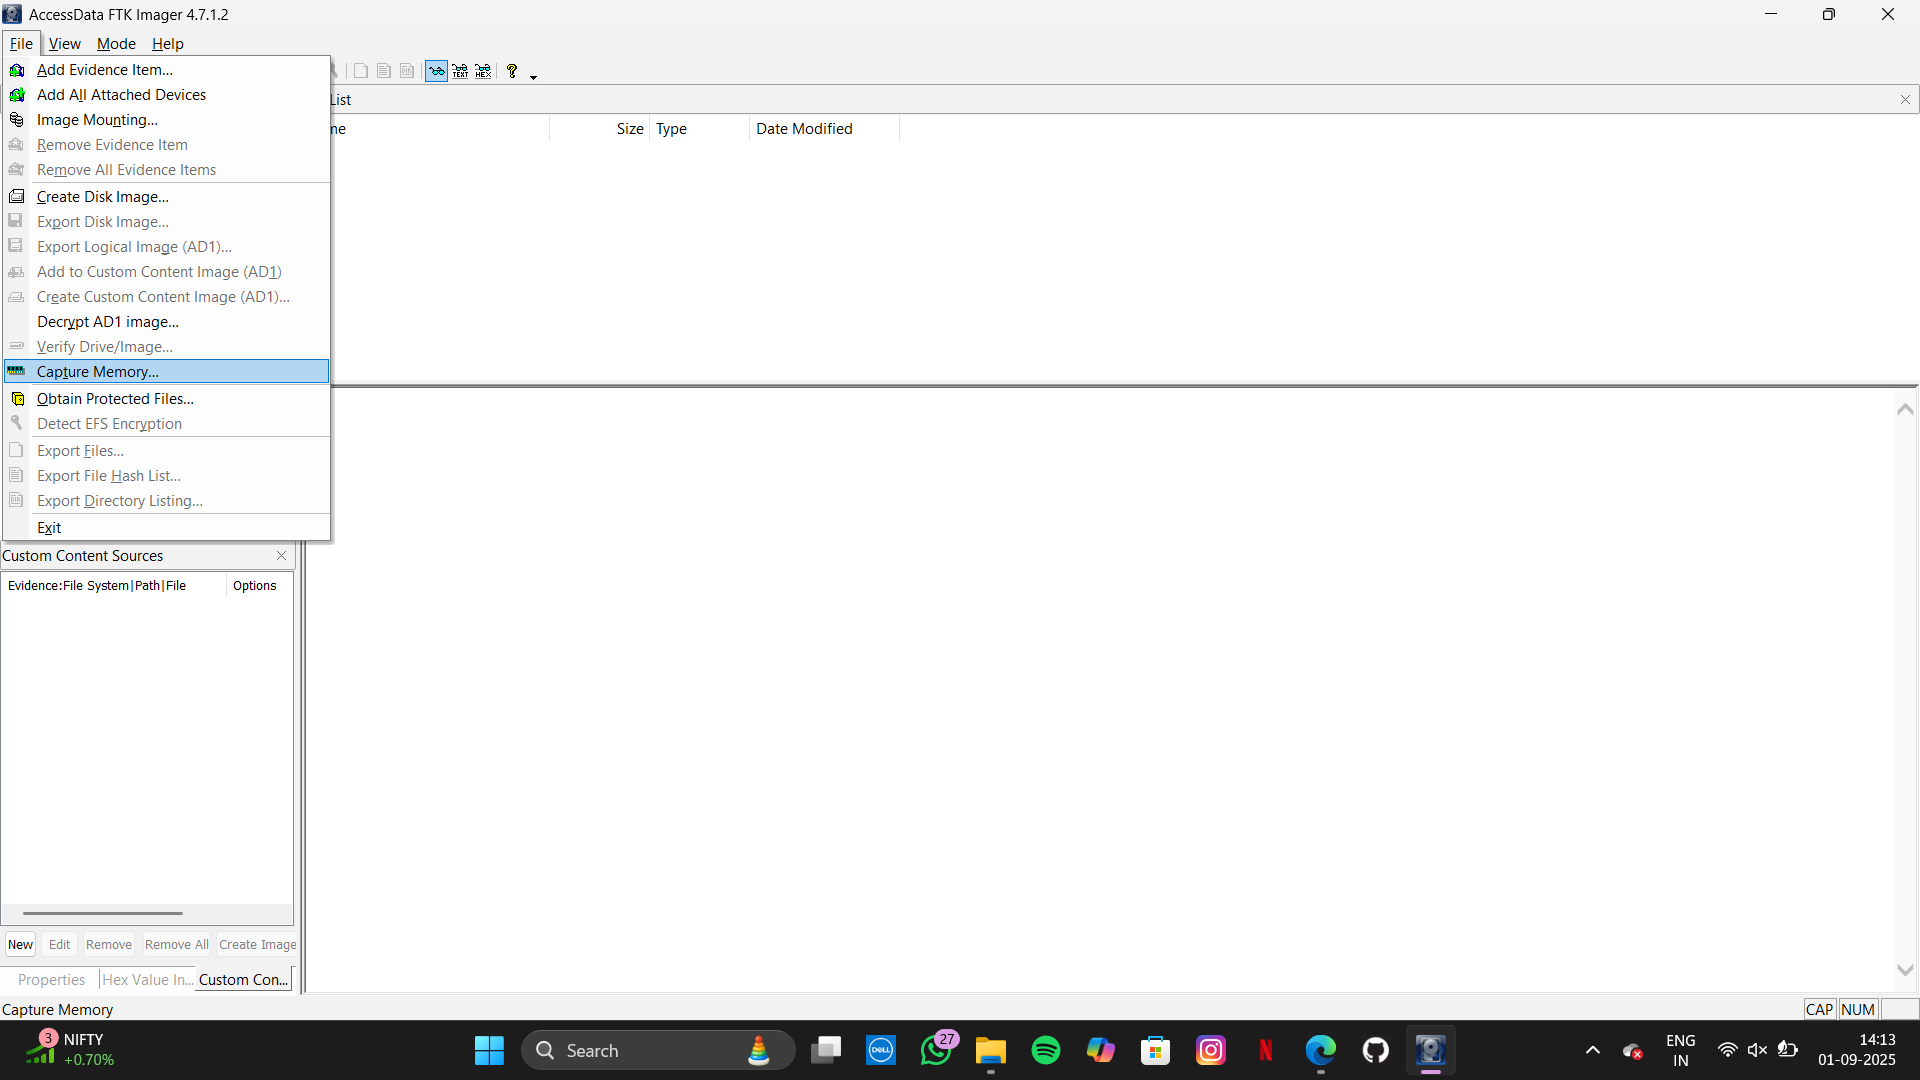 AccessData FTK Imager 4.7.1.2
File View Mode Help
Add Evidence Item...
Add All Attached Devices
Image Mounting...
Remove Evidence Item
Remove All Evidence Items
Create Disk Image...
Export Disk Image...
Export Logical Image (AD1)...
Add to Custom Content Image (AD1)
Create Custom Content Image (AD1)...
Decrypt AD1 image...
Verify Drive/Image...
Capture Memory...
Obtain Protected Files...
Detect EFS Encryption
Export Files...
Export File Hash List...
Export Directory Listing...
Exit
DIR TEXT HEX ?
List
me Size Type Date Modified
Custom Content Sources
Evidence:File System|Path|File Options
New Edit Remove Remove All Create Image
Properties Hex Value In... Custom Con...
Capture Memory CAP NUM
3 NIFTY
+0.70%
Search
DELL
27
N
ENG
IN
14:13
01-09-2025